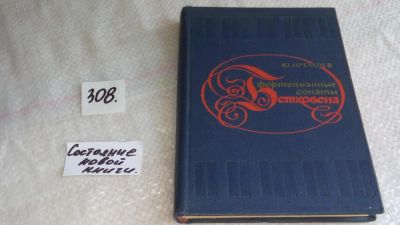 308.
Состояние
новой
книги.
Ю. КРЕМЛЕВ
Фортепианные
сонаты
Бетховена